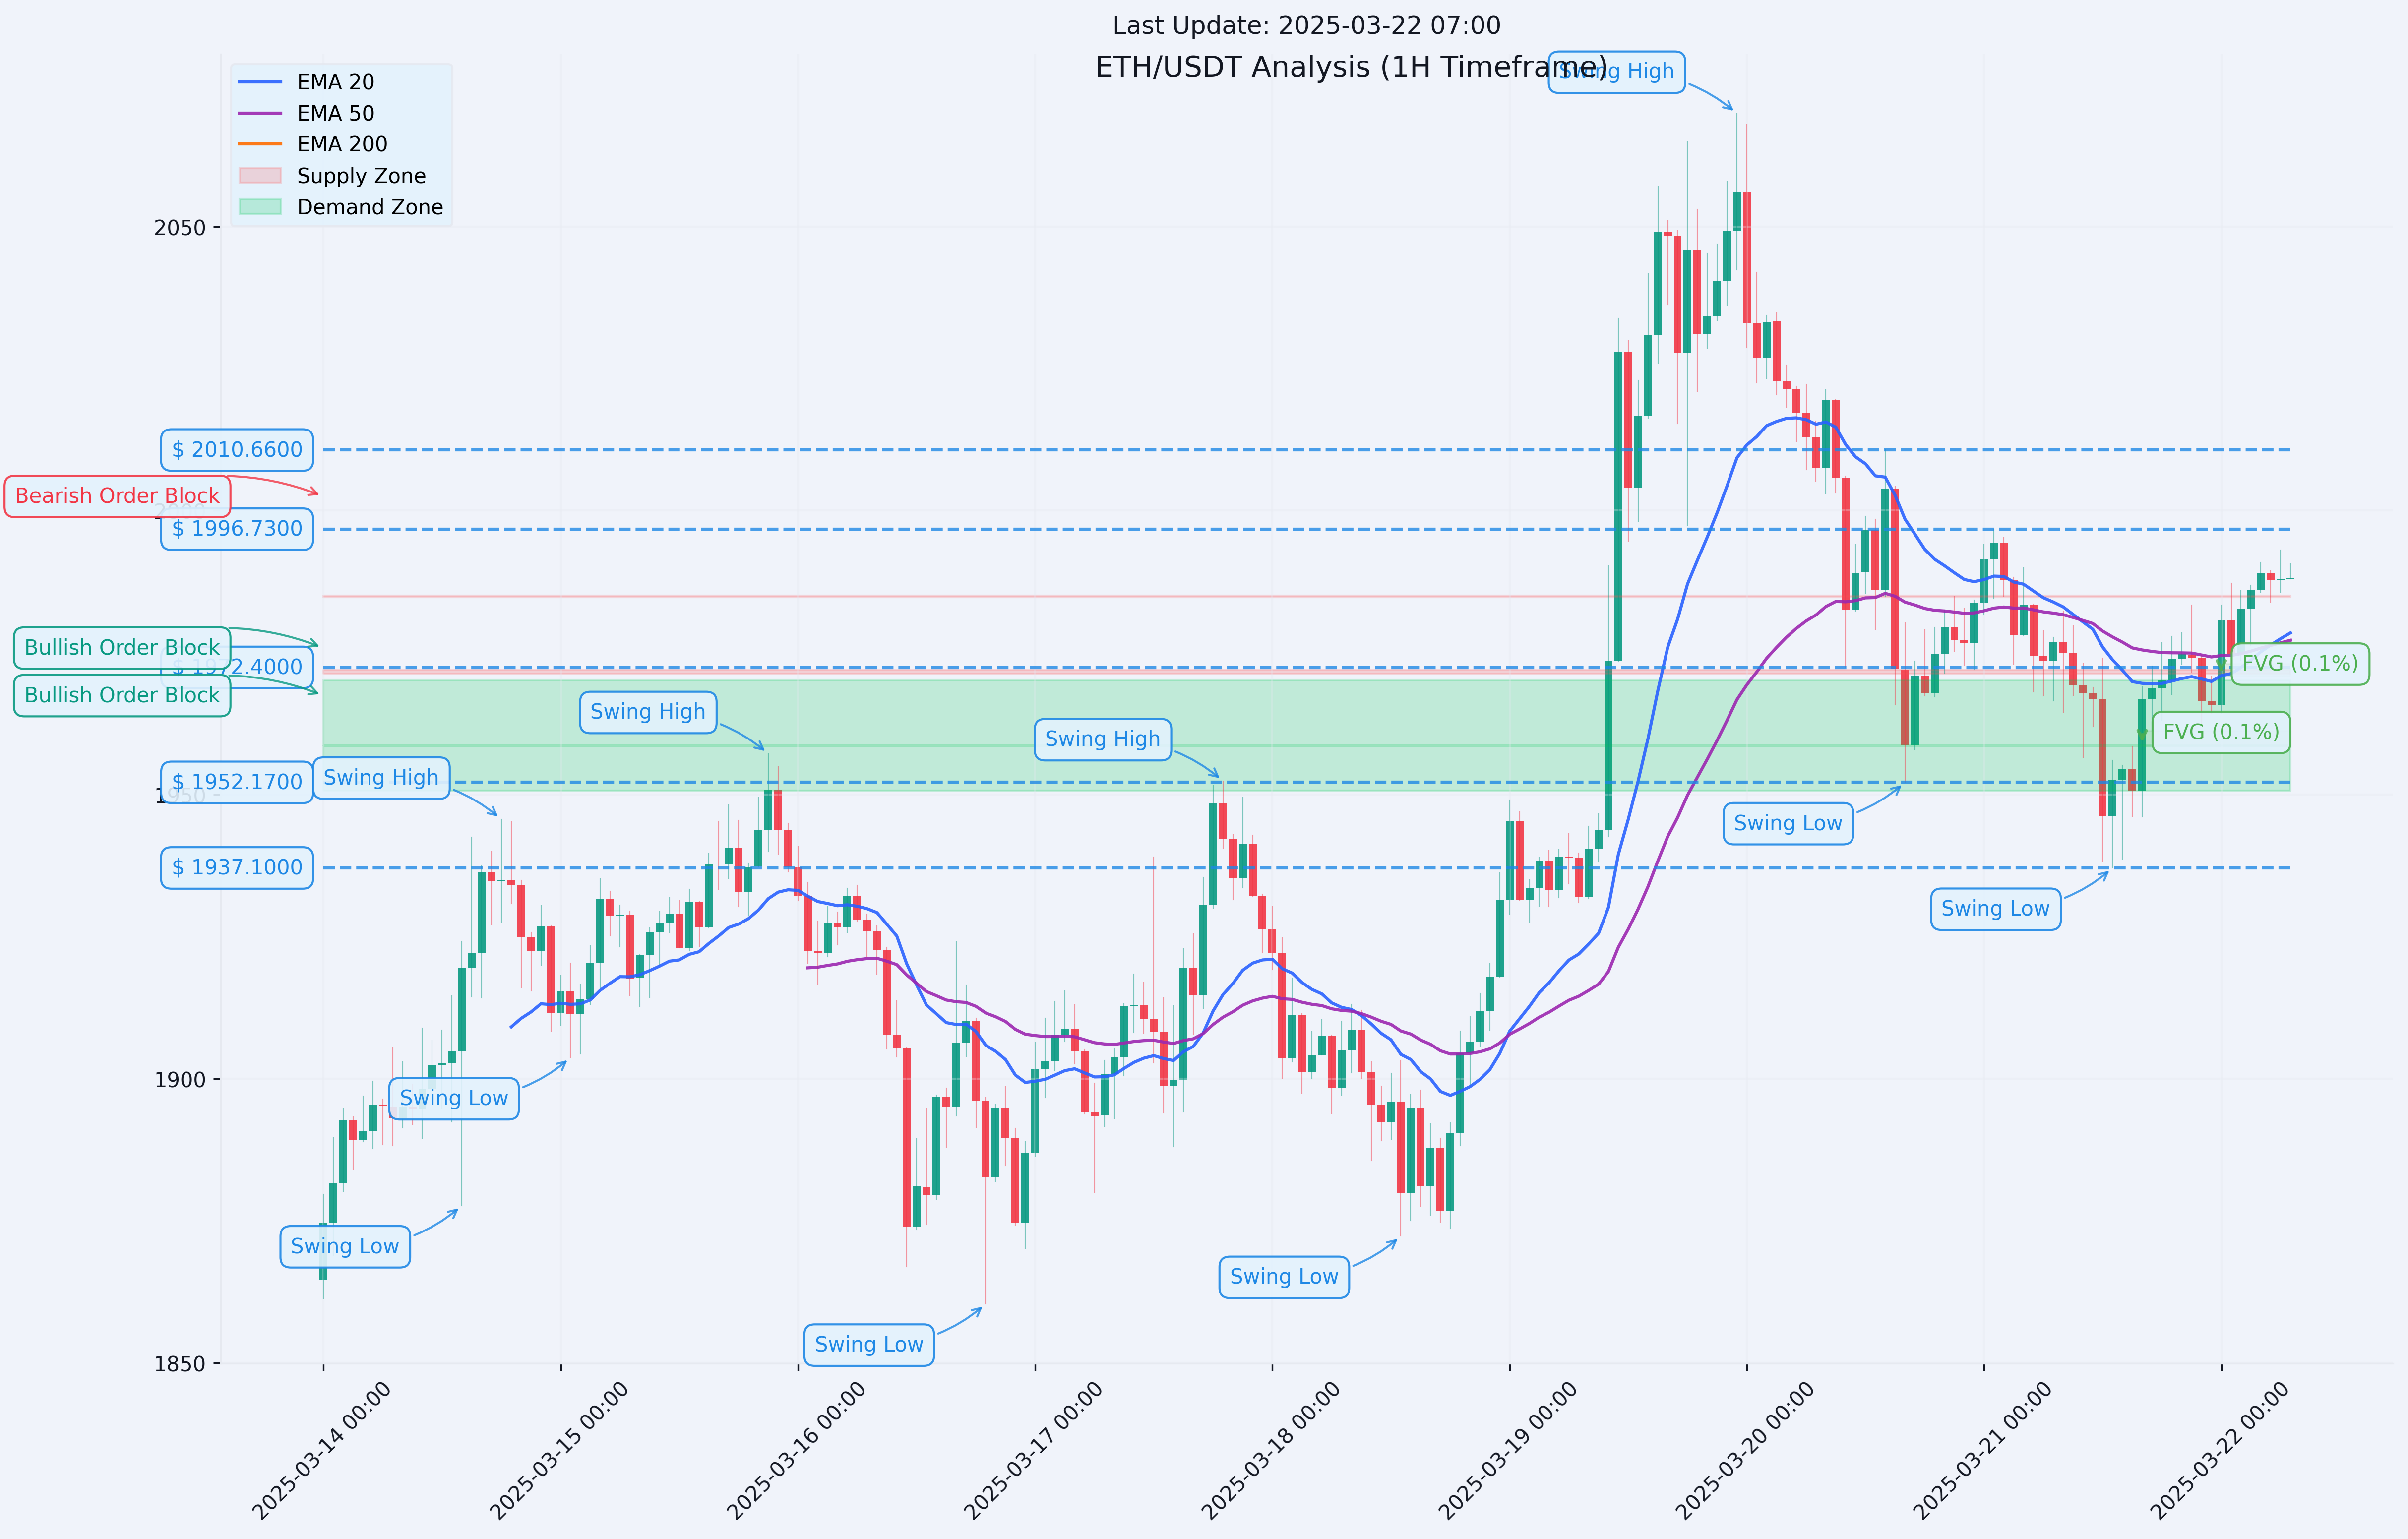 Last Update: 2025-03-22 07:00
ETH/USDT Analysis (1H Timeframe)
Swing High
EMA 20
EMA 50
EMA 200
Supply Zone
Demand Zone
2050
$ 2010.6600
Bearish Order Block
2000
$ 1996.7300
Bullish Order Block
$ 1972.4000
Bullish Order Block
FVG (0.1%)
Swing High
Swing High
FVG (0.1%)
$ 1952.1700
Swing High
1950
Swing Low
$ 1937.1000
Swing Low
1900
Swing Low
Swing Low
Swing Low
Swing Low
1850
2025-03-14 00:00
2025-03-15 00:00
2025-03-16 00:00
2025-03-17 00:00
2025-03-18 00:00
2025-03-19 00:00
2025-03-20 00:00
2025-03-21 00:00
2025-03-22 00:00